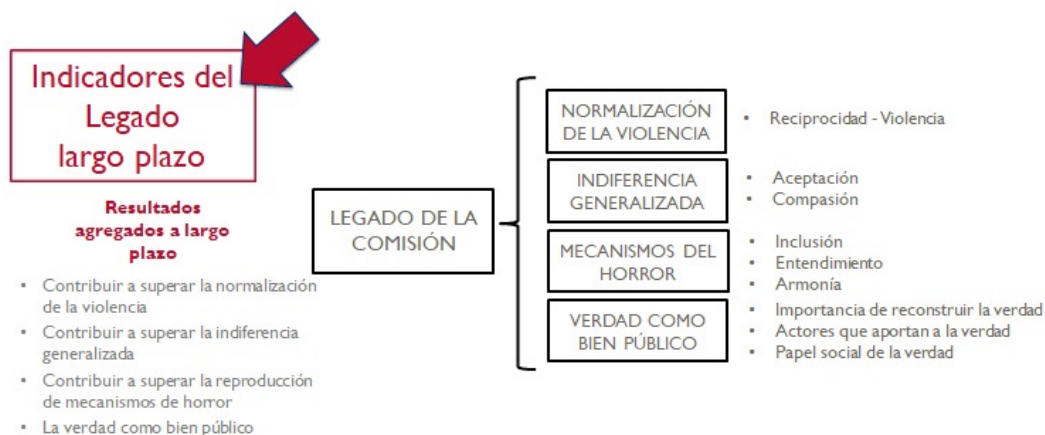 Indicadores del
Legado
largo plazo
Resultados
agregados a largo
plazo
• Contribuir a superar la normalización
de la violencia
• Contribuir a superar la indiferencia
generalizada
• Contribuir a superar la reproducción
de mecanismos de horror
• La verdad como bien público
LEGADO DE LA
COMISIÓN
NORMALIZACIÓN
DE LA VIOLENCIA
• Reciprocidad - Violencia
INDIFERENCIA
GENERALIZADA
• Aceptación
• Compasión
MECANISMOS DEL
HORROR
• Inclusión
• Entendimiento
• Armonía
VERDAD COMO
BIEN PÚBLICO
• Importancia de reconstruir la verdad
• Actores que aportan a la verdad
• Papel social de la verdad